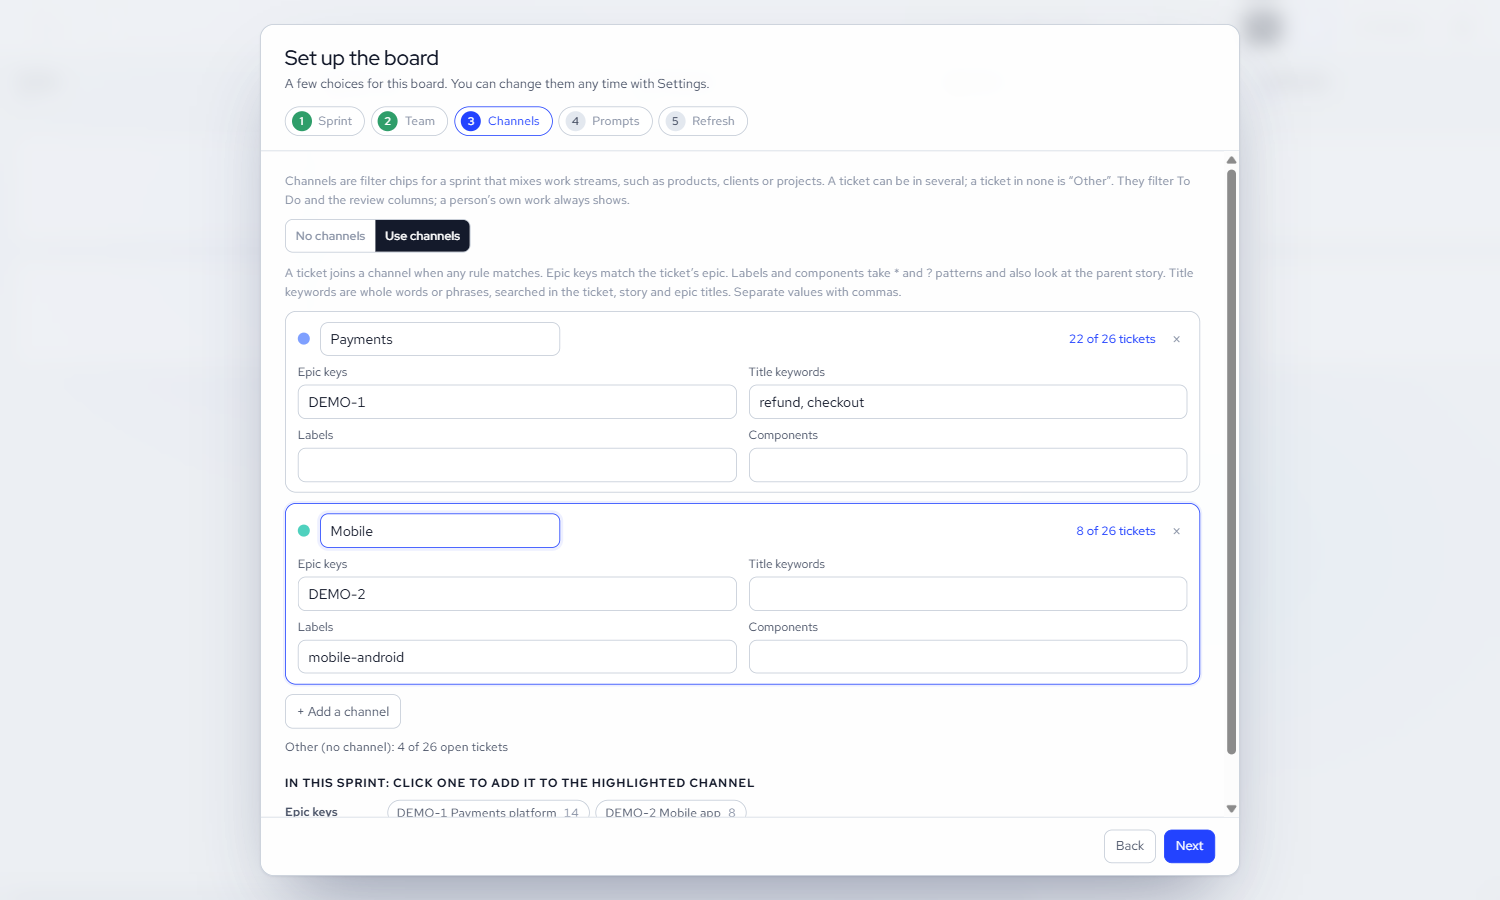 Set up the board
A few choices for this board. You can change them any time with Settings.
1 Sprint
2 Team
3 Channels
4 Prompts
5 Refresh
Channels are filter chips for a sprint that mixes work streams, such as products, clients or projects. A ticket can be in several; a ticket in none is “Other”. They filter To
Do and the review columns; a person’s own work always shows.
No channels
Use channels
A ticket joins a channel when any rule matches. Epic keys match the ticket’s epic. Labels and components take * and ? patterns and also look at the parent story. Title
keywords are whole words or phrases, searched in the ticket, story and epic titles. Separate values with commas.
Payments
22 of 26 tickets ×
Epic keys
Title keywords
DEMO-1
refund, checkout
Labels
Components
Mobile
8 of 26 tickets ×
Epic keys
Title keywords
DEMO-2
Labels
Components
mobile-android
+ Add a channel
Other (no channel): 4 of 26 open tickets
IN THIS SPRINT: CLICK ONE TO ADD IT TO THE HIGHLIGHTED CHANNEL
Epic keys
DEMO-1 Payments platform 14
DEMO-2 Mobile app 8
Back
Next